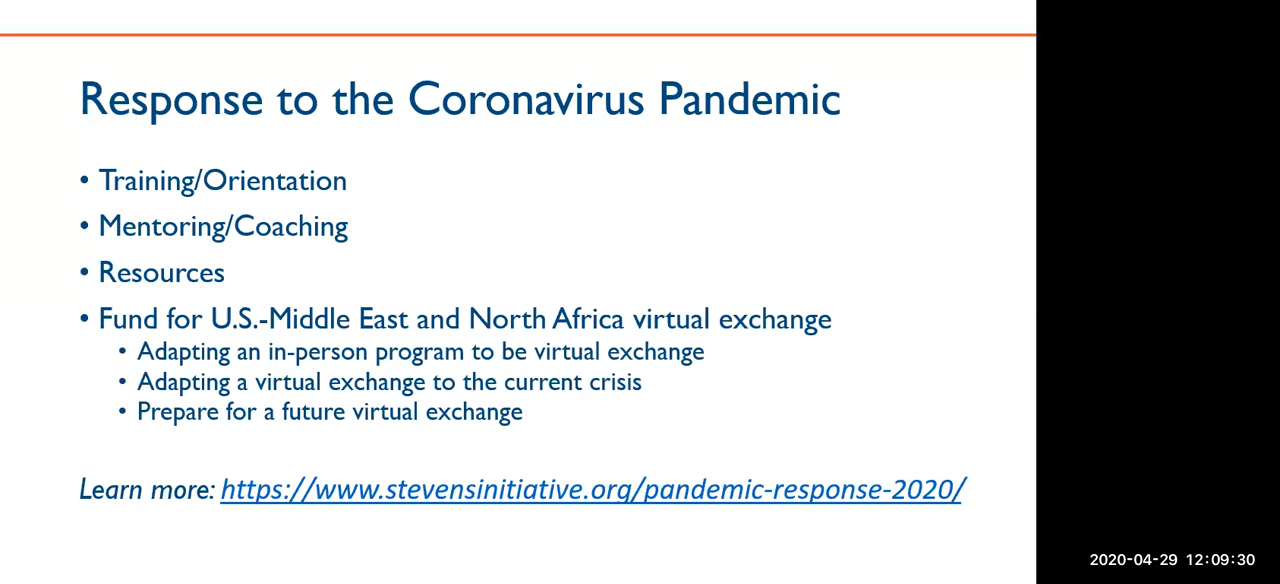 Response to the Coronavirus Pandemic
• Training/Orientation
• Mentoring/Coaching
• Resources
• Fund for U.S.-Middle East and North Africa virtual exchange
• Adapting an in-person program to be virtual exchange
• Adapting a virtual exchange to the current crisis
• Prepare for a future virtual exchange
Learn more: https://www.stevensinitiative.org/pandemic-response-2020/
2020-04-29 12:09:30